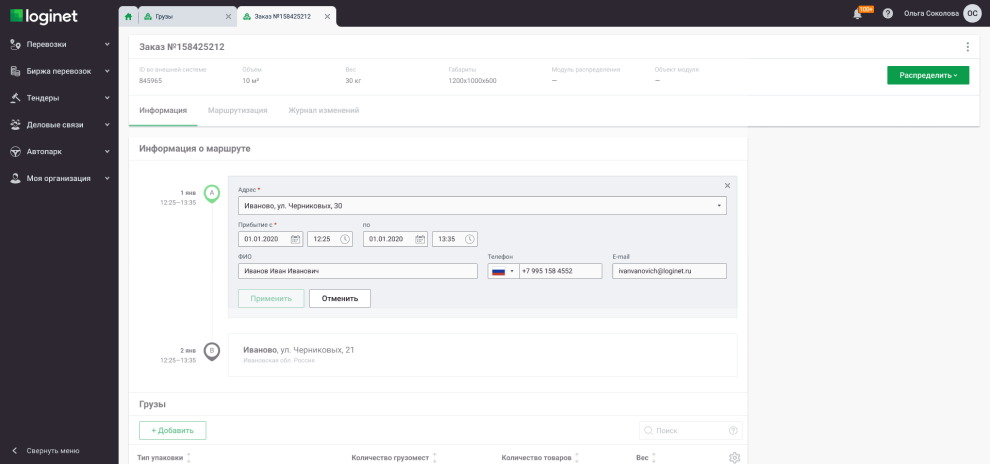 loginet
Грузы
Заказ №158425212
100+
Ольга Соколова
ОС
Перевозки
Биржа перевозок
Тендеры
Деловые связи
Автопарк
Моя организация
Свернуть меню
Заказ №158425212
ID во внешней системе
Объём
Вес
Габариты
Модуль распределения
Объект модуля
845965
10 м³
30 кг
1200x1000x600
—
—
Распределить
Информация
Маршрутизация
Журнал изменений
Информация о маршруте
1 янв
12:25—13:35
A
Адрес *
Иваново, ул. Черниковых, 30
Прибытие с *
по
01.01.2020
12:25
01.01.2020
13:35
ФИО
Телефон
E-mail
Иванов Иван Иванович
+7 995 158 4552
ivanvanovich@loginet.ru
Применить
Отменить
2 янв
12:25—13:35
B
Иваново, ул. Черниковых, 21
Ивановская обл. Россия
Грузы
+ Добавить
Поиск
Тип упаковки
Количество грузомест
Количество товаров
Вес